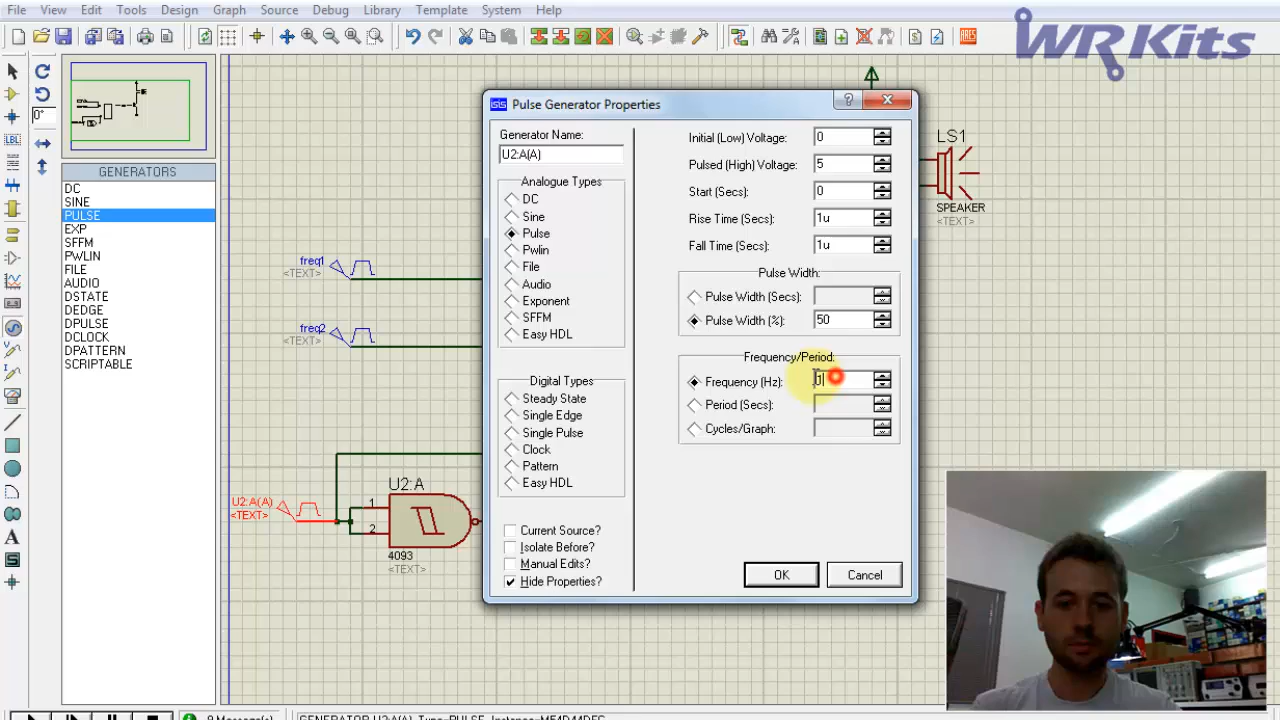 File View Edit Tools Design Graph Source Debug Library Template System Help
WR Kits
ARES
0°
LBL
GENERATORS
DC
SINE
PULSE
EXP
SFFM
PWLIN
FILE
AUDIO
DSTATE
DEDGE
DPULSE
DCLOCK
DPATTERN
SCRIPTABLE
freq1
<TEXT>
freq2
<TEXT>
U2:A(A)
<TEXT>
U2:A
1
2
4093
<TEXT>
LS1
SPEAKER
<TEXT>
isis Pulse Generator Properties
Generator Name:
U2:A(A)
Analogue Types
DC
Sine
Pulse
Pwlin
File
Audio
Exponent
SFFM
Easy HDL
Digital Types
Steady State
Single Edge
Single Pulse
Clock
Pattern
Easy HDL
Current Source?
Isolate Before?
Manual Edits?
Hide Properties?
Initial (Low) Voltage: 0
Pulsed (High) Voltage: 5
Start (Secs): 0
Rise Time (Secs): 1u
Fall Time (Secs): 1u
Pulse Width:
Pulse Width (Secs):
Pulse Width (%): 50
Frequency/Period:
Frequency (Hz):
Period (Secs):
Cycles/Graph:
OK Cancel